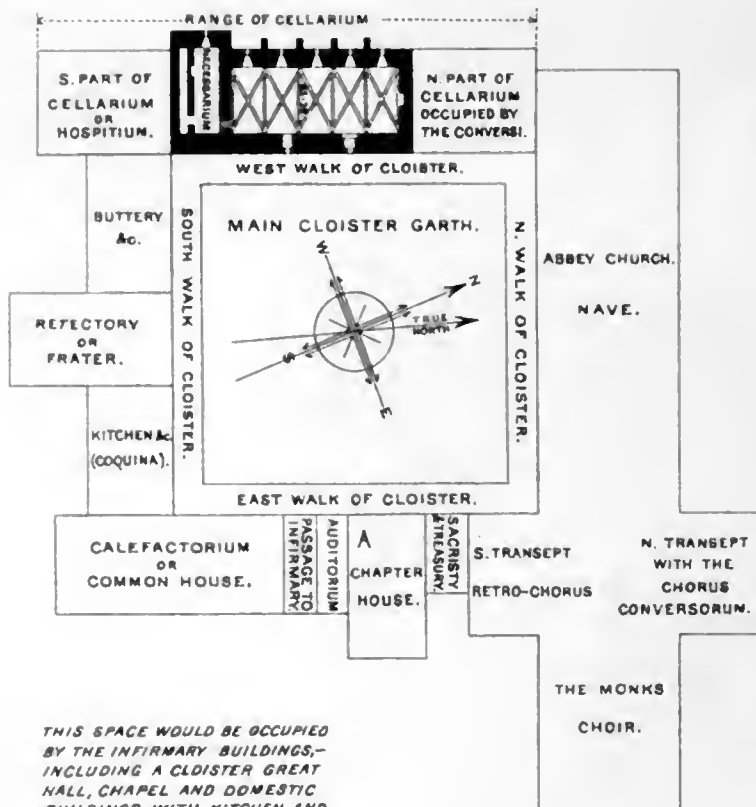 RANGE OF CELLARIUM
S. PART OF
CELLARIUM
OR
HOSPITIUM.
NECESSARIUM
N. PART OF
CELLARIUM
OCCUPIED BY
THE CONVERSI.
WEST WALK OF CLOISTER.
BUTTERY
&c.
SOUTH WALK OF CLOISTER.
MAIN CLOISTER GARTH.
W
N
TRUE
NORTH
S
E
N. WALK OF CLOISTER.
ABBEY CHURCH.
NAVE.
REFECTORY
OR
FRATER.
KITCHEN &c
(COQUINA).
EAST WALK OF CLOISTER.
CALEFACTORIUM
OR
COMMON HOUSE.
PASSAGE TO
INFIRMARY.
AUDITORIUM
A
CHAPTER
HOUSE.
SACRISTY
& TREASURY.
S. TRANSEPT
RETRO-CHORUS
N. TRANSEPT
WITH THE
CHORUS
CONVERSORUM.
THE MONKS
CHOIR.
THIS SPACE WOULD BE OCCUPIED
BY THE INFIRMARY BUILDINGS,–
INCLUDING A CLOISTER GREAT
HALL, CHAPEL AND DOMESTIC